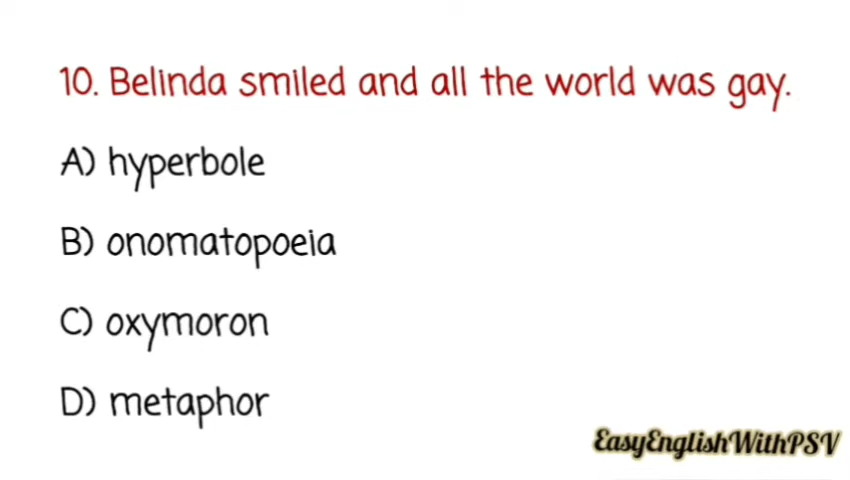 10. Belinda smiled and all the world was gay.
A) hyperbole
B) onomatopoeia
C) oxymoron
D) metaphor
EasyEnglishWithPSV